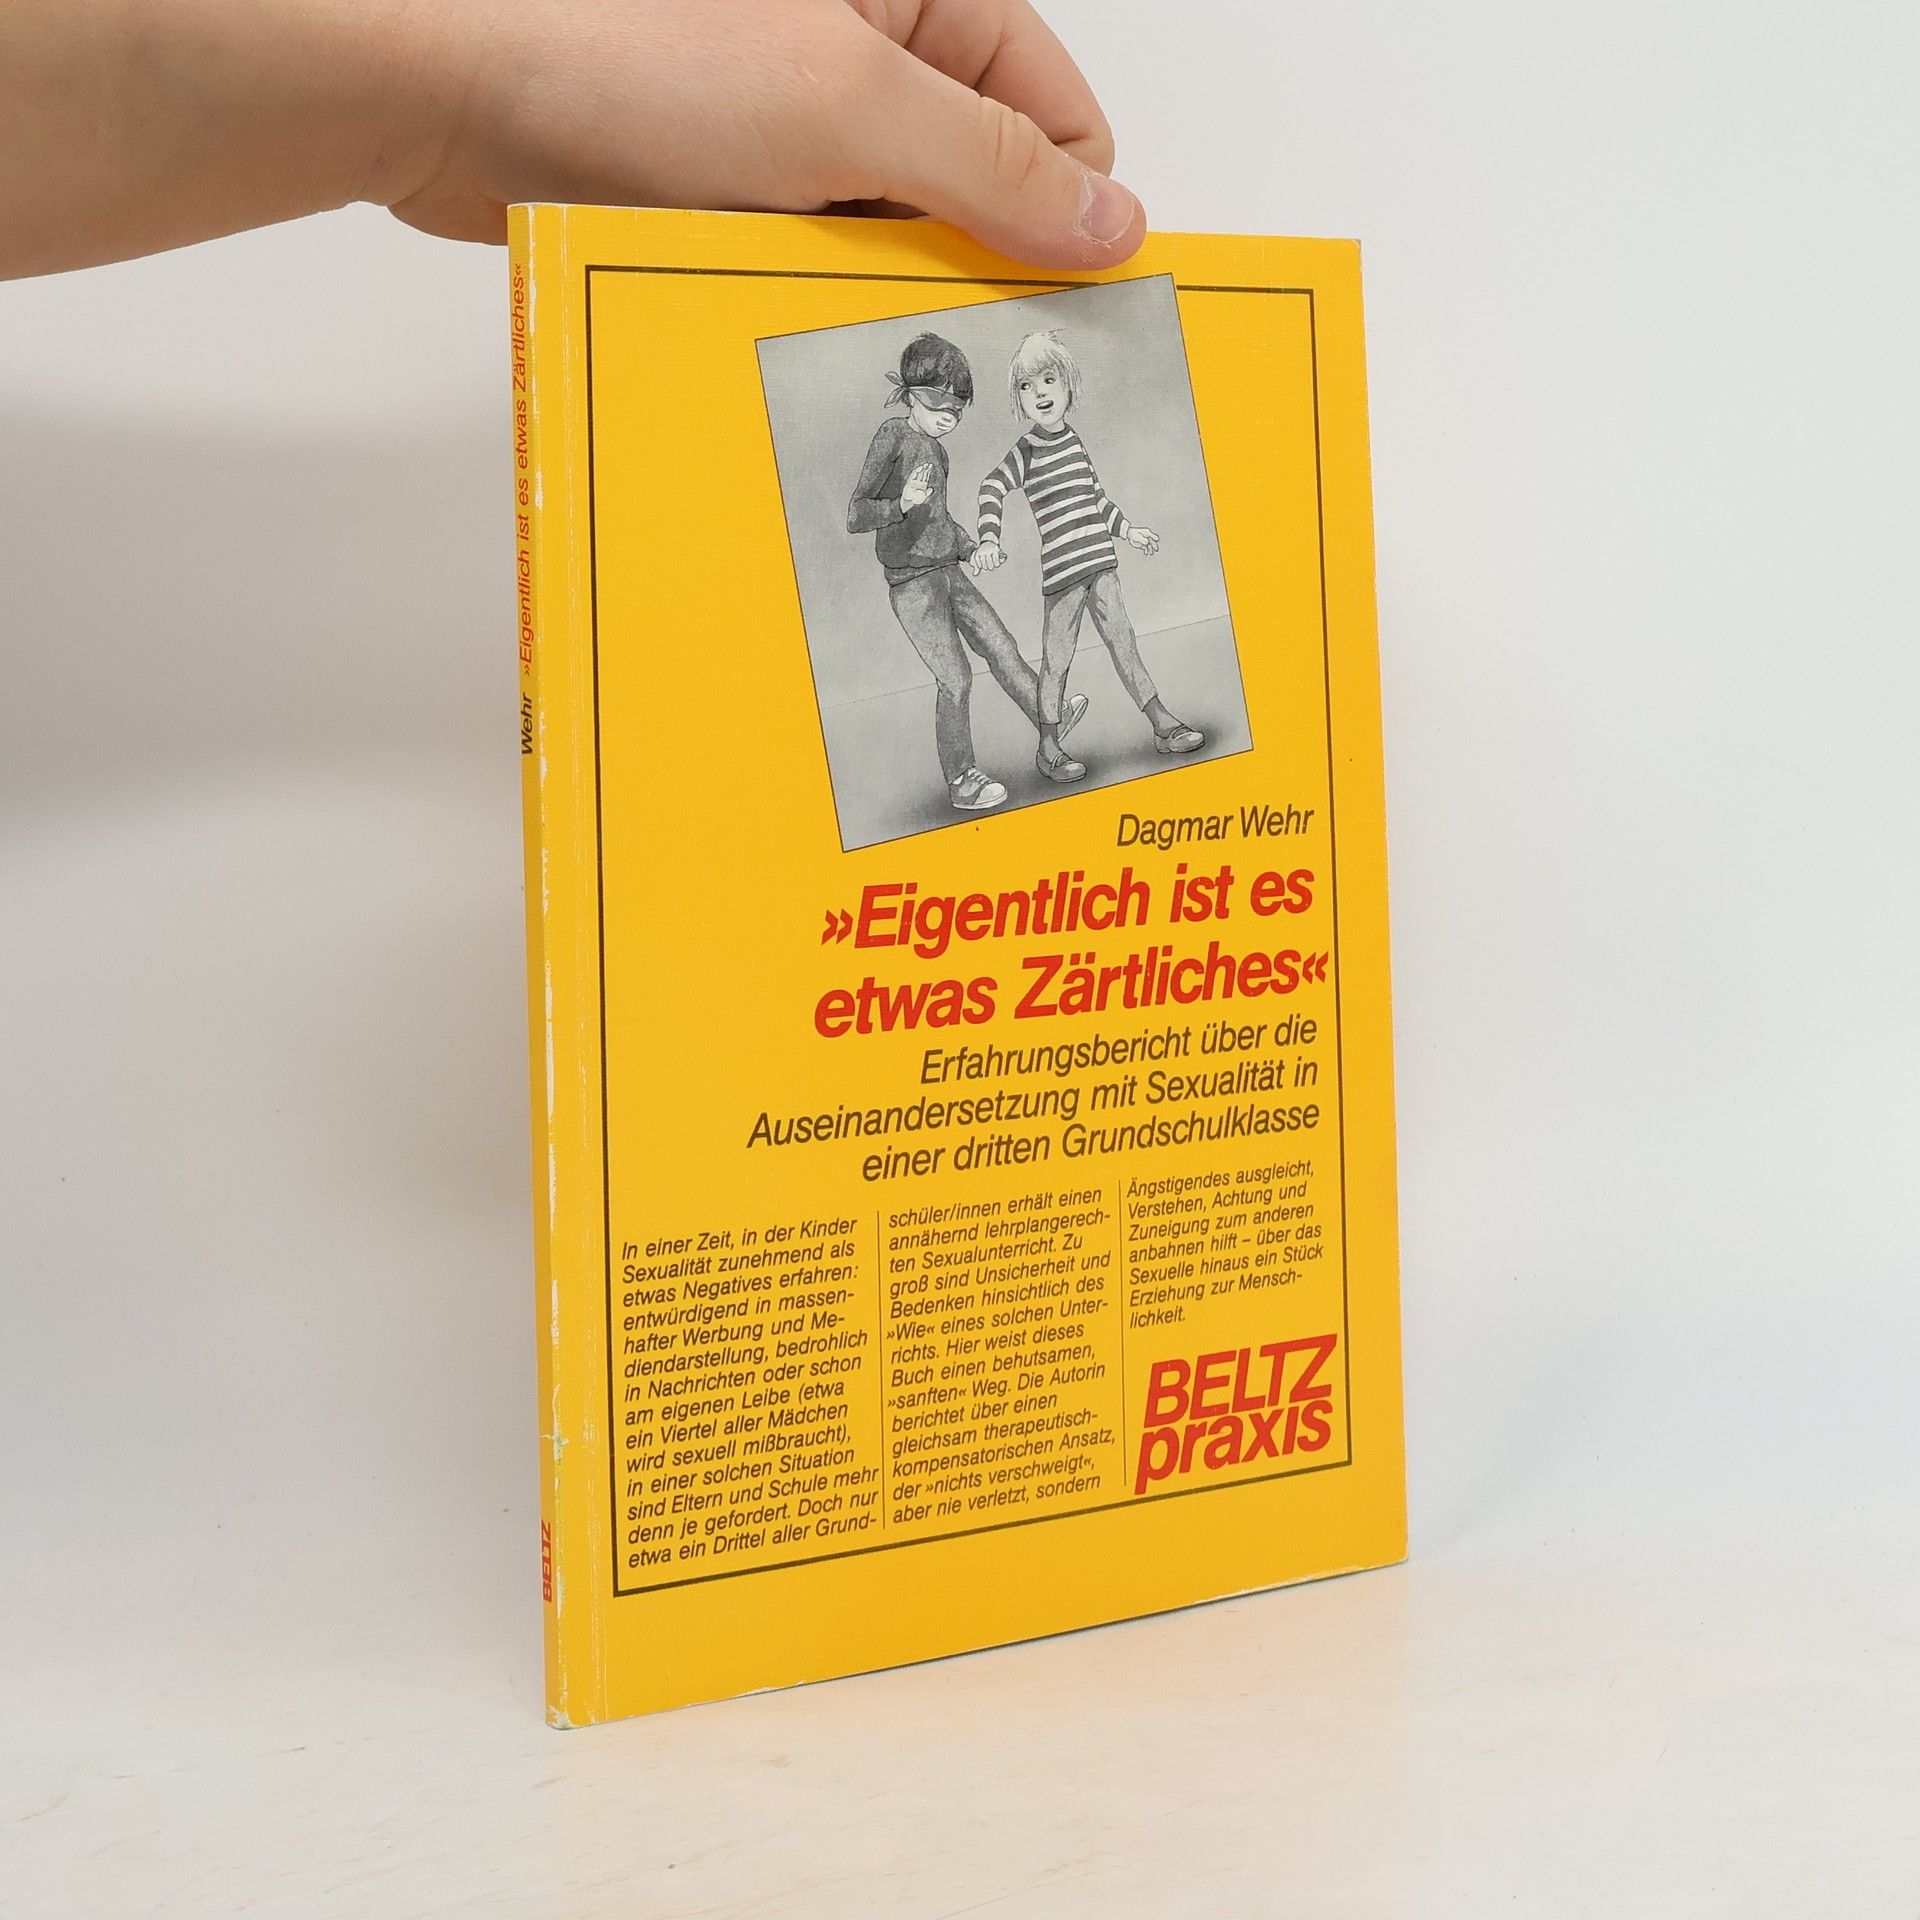 Wehr »Eigentlich ist es etwas Zärtliches«
BELTZ
Dagmar Wehr
»Eigentlich ist es
etwas Zärtliches«
Erfahrungsbericht über die
Auseinandersetzung mit Sexualität in
einer dritten Grundschulklasse
In einer Zeit, in der Kinder
Sexualität zunehmend als
etwas Negatives erfahren:
entwürdigend in massen-
hafter Werbung und Me-
diendarstellung, bedrohlich
in Nachrichten oder schon
am eigenen Leibe (etwa
ein Viertel aller Mädchen
wird sexuell mißbraucht),
in einer solchen Situation
sind Eltern und Schule mehr
denn je gefordert. Doch nur
etwa ein Drittel aller Grund-
schüler/innen erhält einen
annähernd lehrplangerech-
ten Sexualunterricht. Zu
groß sind Unsicherheit und
Bedenken hinsichtlich des
»Wie« eines solchen Unter-
richts. Hier weist dieses
Buch einen behutsamen,
»sanften« Weg. Die Autorin
berichtet über einen
gleichsam therapeutisch-
kompensatorischen Ansatz,
der »nichts verschweigt«,
aber nie verletzt, sondern
Ängstigendes ausgleicht,
Verstehen, Achtung und
Zuneigung zum anderen
anbahnen hilft – über das
Sexuelle hinaus ein Stück
Erziehung zur Mensch-
lichkeit.
BELTZ
praxis